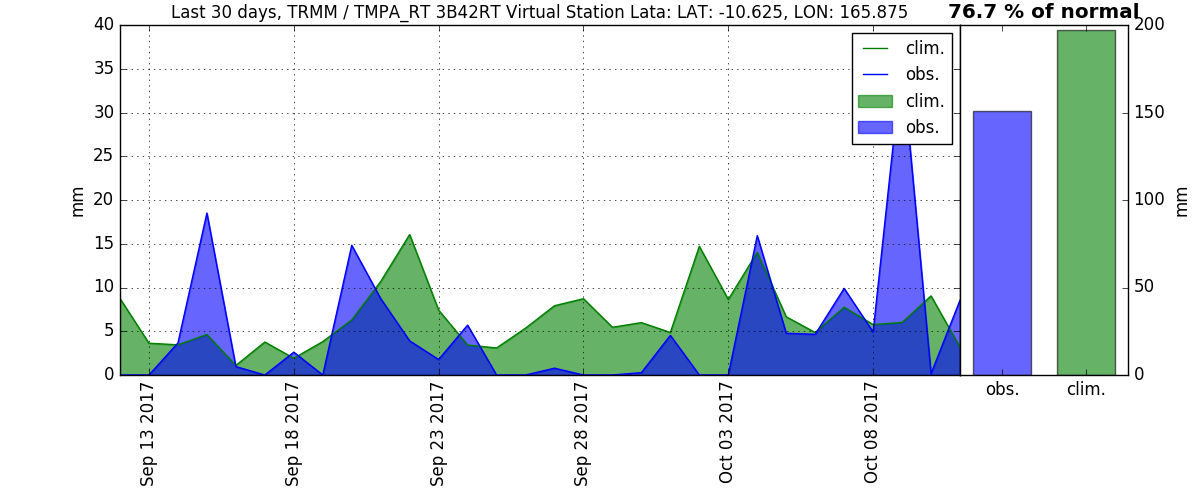 Last 30 days, TRMM / TMPA_RT 3B42RT Virtual Station Lata: LAT: -10.625, LON: 165.875
76.7 % of normal
40
35
30
25
20
15
10
5
0
mm
clim.
obs.
clim.
obs.
Sep 13 2017
Sep 18 2017
Sep 23 2017
Sep 28 2017
Oct 03 2017
Oct 08 2017
200
150
100
50
0
mm
obs.
clim.